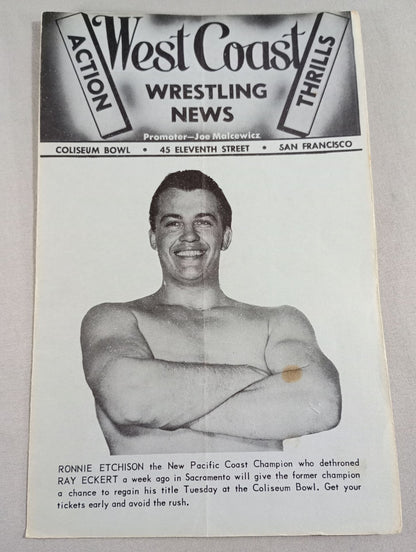 West Coast
ACTION
WRESTLING
NEWS
THRILLS
Promoter—Joe Malcewicz
COLISEUM BOWL • 45 ELEVENTH STREET • SAN FRANCISCO
RONNIE ETCHISON the New Pacific Coast Champion who dethroned
RAY ECKERT a week ago in Sacramento will give the former champion
a chance to regain his title Tuesday at the Coliseum Bowl. Get your
tickets early and avoid the rush.